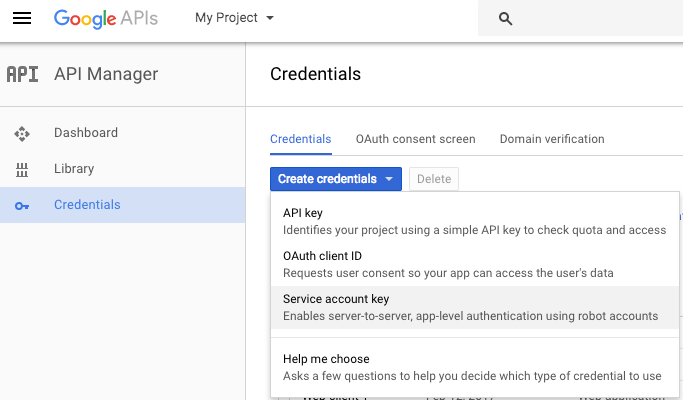 Google APIs
My Project
API
API Manager
Credentials
Dashboard
Library
Credentials
Credentials
OAuth consent screen
Domain verification
Create credentials
Delete
API key
Identifies your project using a simple API key to check quota and access
OAuth client ID
Requests user consent so your app can access the user's data
Service account key
Enables server-to-server, app-level authentication using robot accounts
Help me choose
Asks a few questions to help you decide which type of credential to use